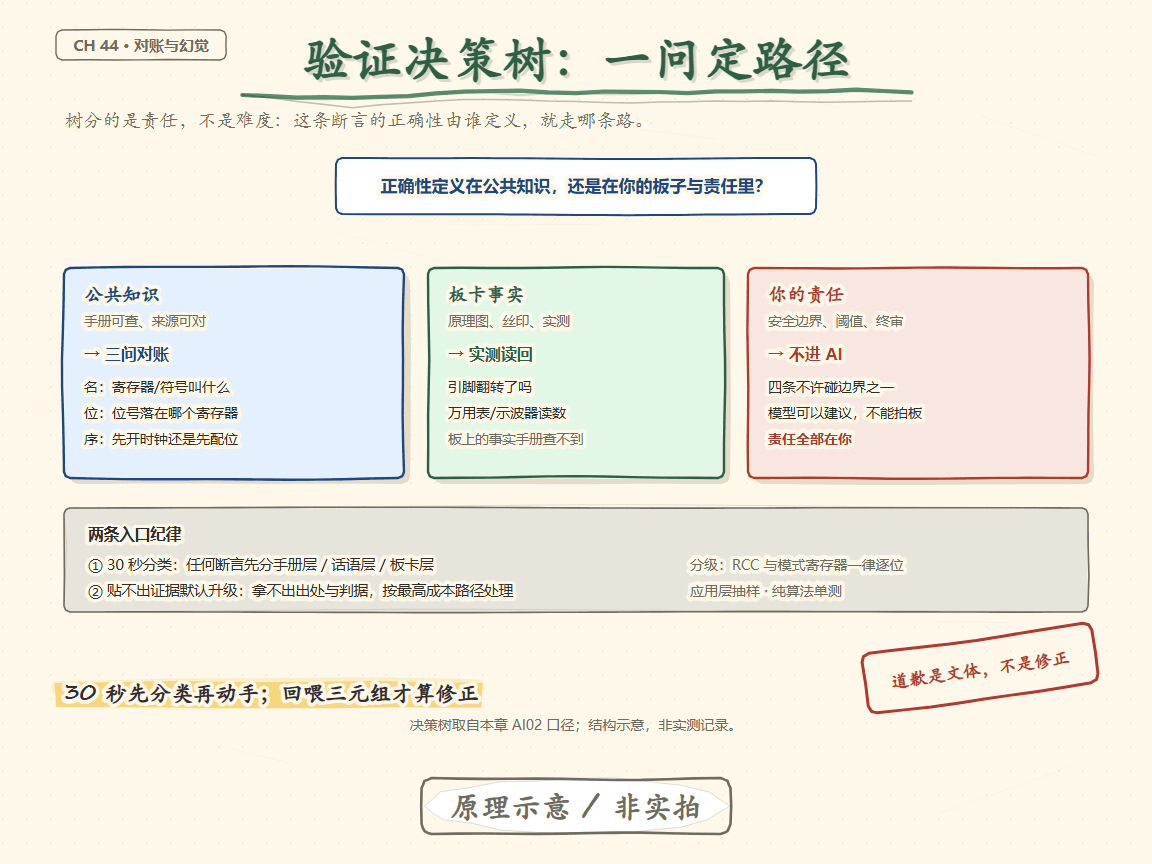 CH 44 · 对账与幻觉
验证决策树：一问定路径
树分的是责任，不是难度：这条断言的正确性由谁定义，就走哪条路。
正确性定义在公共知识，还是在你的板子与责任里？
公共知识
手册可查、来源可对
→ 三问对账
名：寄存器/符号叫什么
位：位号落在哪个寄存器
序：先开时钟还是先配位
板卡事实
原理图、丝印、实测
→ 实测读回
引脚翻转了吗
万用表/示波器读数
板上的事实手册查不到
你的责任
安全边界、阈值、终审
→ 不进 AI
四条不许碰边界之一
模型可以建议，不能拍板
责任全部在你
两条入口纪律
① 30 秒分类：任何断言先分手册层 / 话语层 / 板卡层
② 贴不出证据默认升级：拿不出出处与判据，按最高成本路径处理
分级：RCC 与模式寄存器一律逐位
应用层抽样 · 纯算法单测
道歉是文体，不是修正
30 秒先分类再动手；回喂三元组才算修正
决策树取自本章 AI02 口径；结构示意，非实测记录。
原理示意 / 非实拍